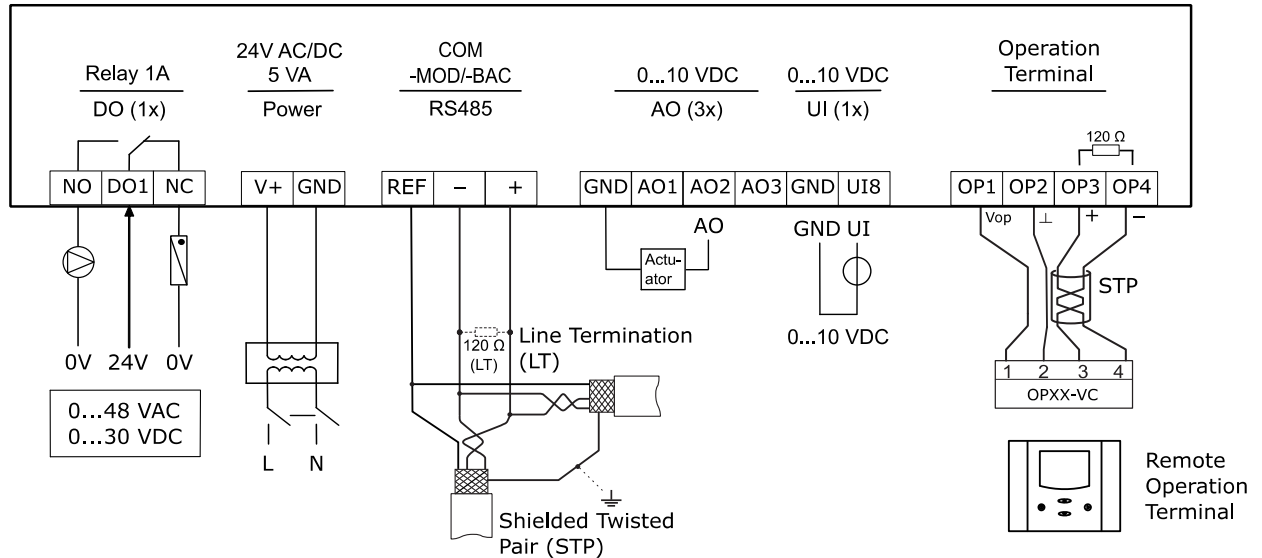 Relay 1A
DO (1x)
24V AC/DC
5 VA
Power
COM
-MOD/-BAC
RS485
0...10 VDC
AO (3x)
0...10 VDC
UI (1x)
Operation
Terminal
120 Ω
NO DO1 NC
V+ GND
REF – +
GND AO1 AO2 AO3 GND UI8
OP1 OP2 OP3 OP4
Vop ⊥ + –
AO
GND UI
Actu-
ator
STP
0V 24V 0V
0...48 VAC
0...30 VDC
L N
120 Ω
(LT)
Line Termination
(LT)
0...10 VDC
1 2 3 4
OPXX-VC
Shielded Twisted
Pair (STP)
Remote
Operation
Terminal